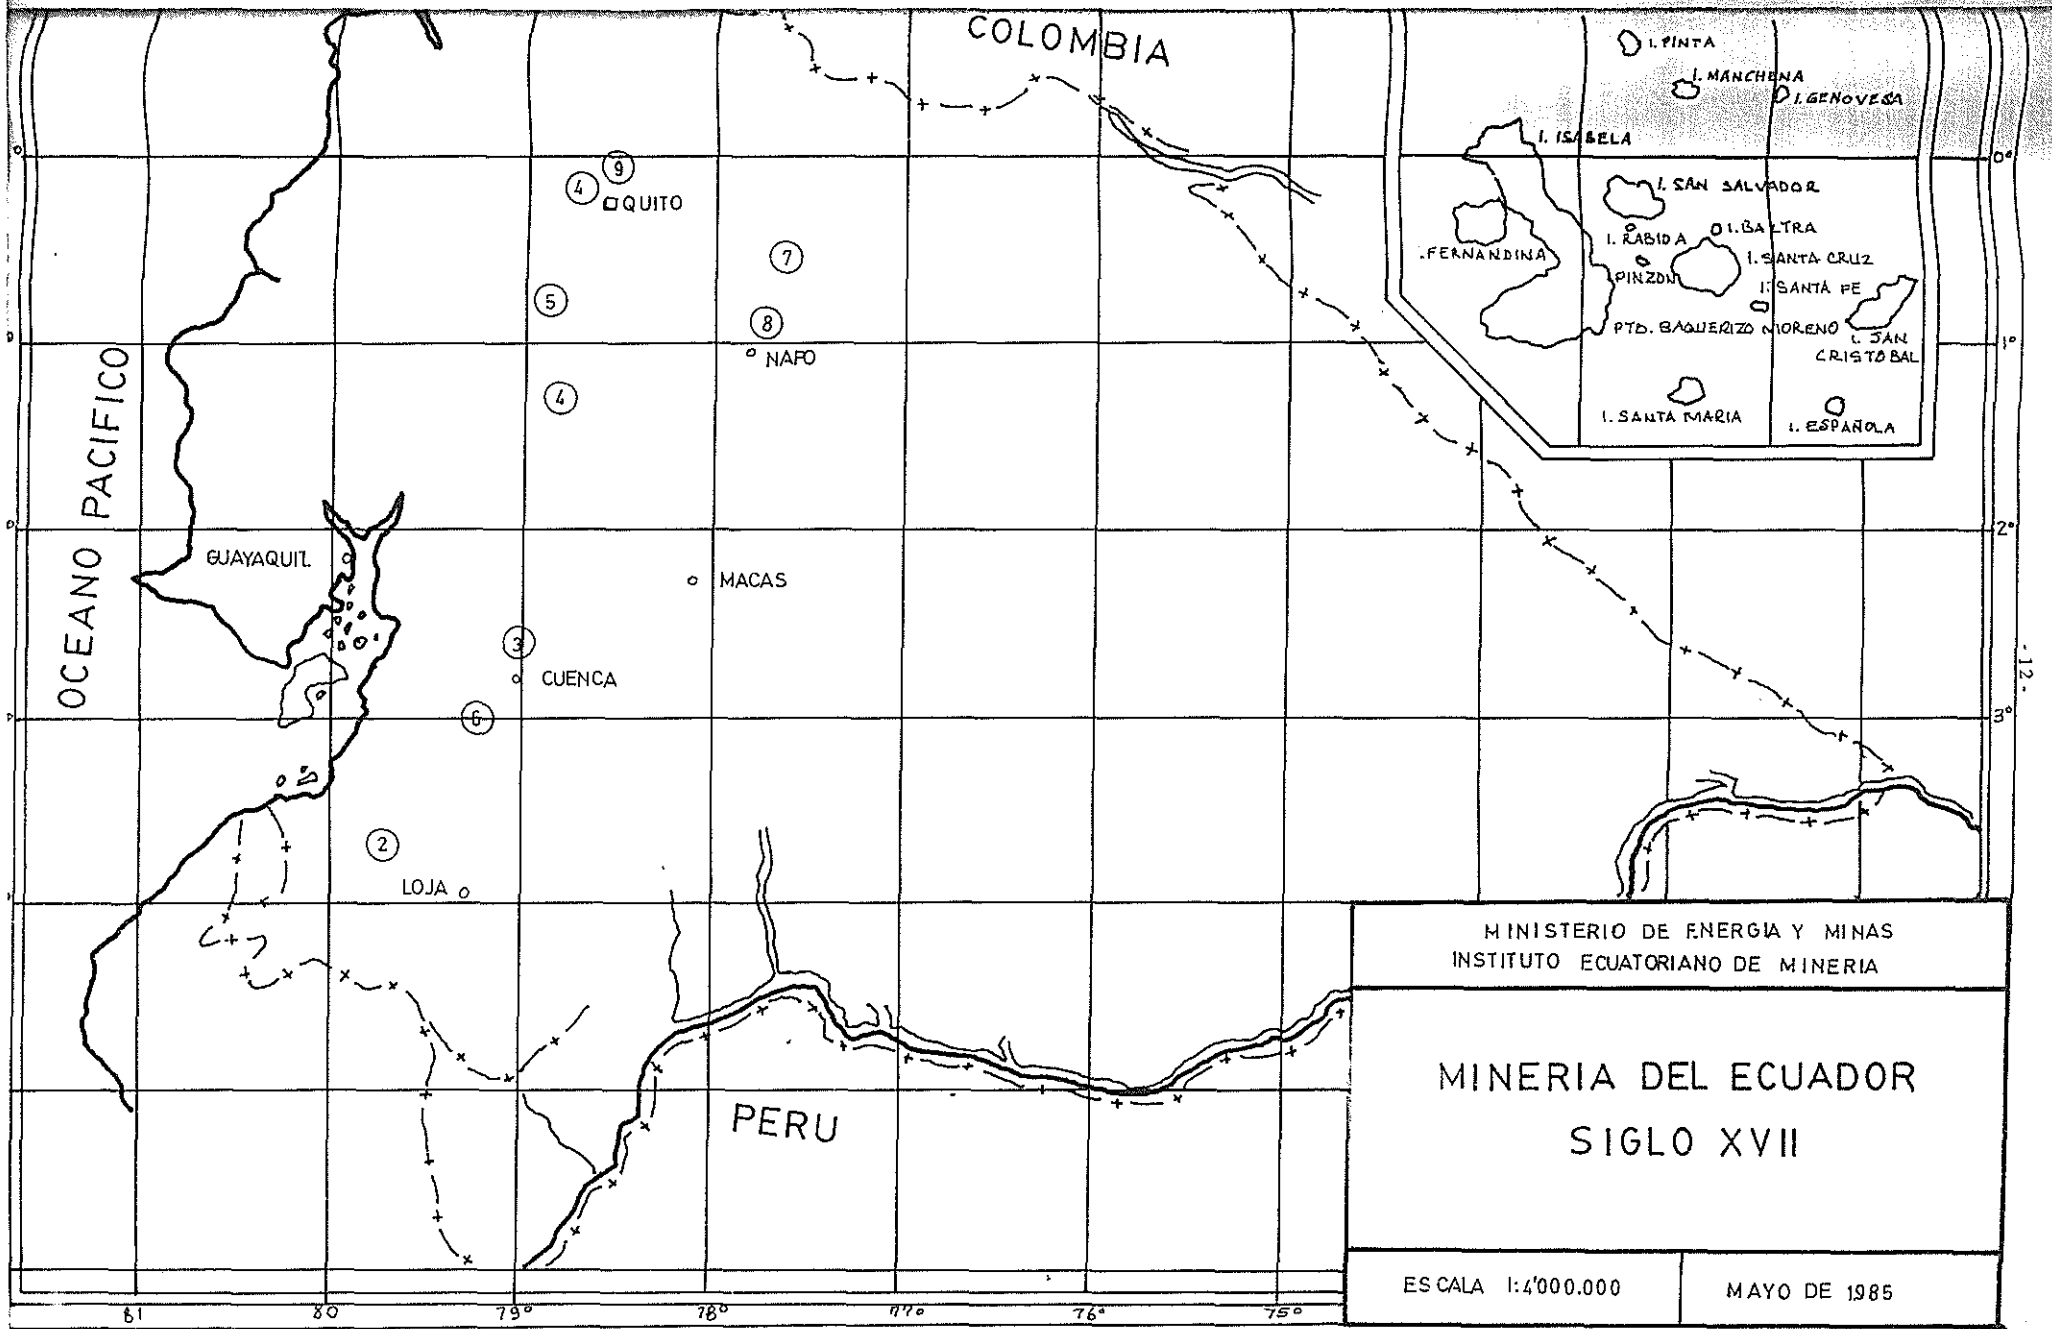 COLOMBIA
I. PINTA
I. MANCHENA
I. GENOVESA
I. ISABELA
0°
I. SAN SALVADOR
I. RABIDA
I. BALTRA
.FERNANDINA
PINZON
I. SANTA CRUZ
I. SANTA FE
PTO. BAQUERIZO MORENO
I. SAN
CRISTOBAL
I. SANTA MARIA
I. ESPAÑOLA
9
4
QUITO
7
5
8
NAPO
1°
4
OCEANO PACIFICO
2°
GUAYAQUIL
MACAS
3
CUENCA
6
3°
- 12 -
2
LOJA
PERU
MINISTERIO DE ENERGIA Y MINAS
INSTITUTO ECUATORIANO DE MINERIA
MINERIA DEL ECUADOR
SIGLO XVII
ESCALA 1:4'000.000
MAYO DE 1985
81
80
79°
78°
77°
76°
75°